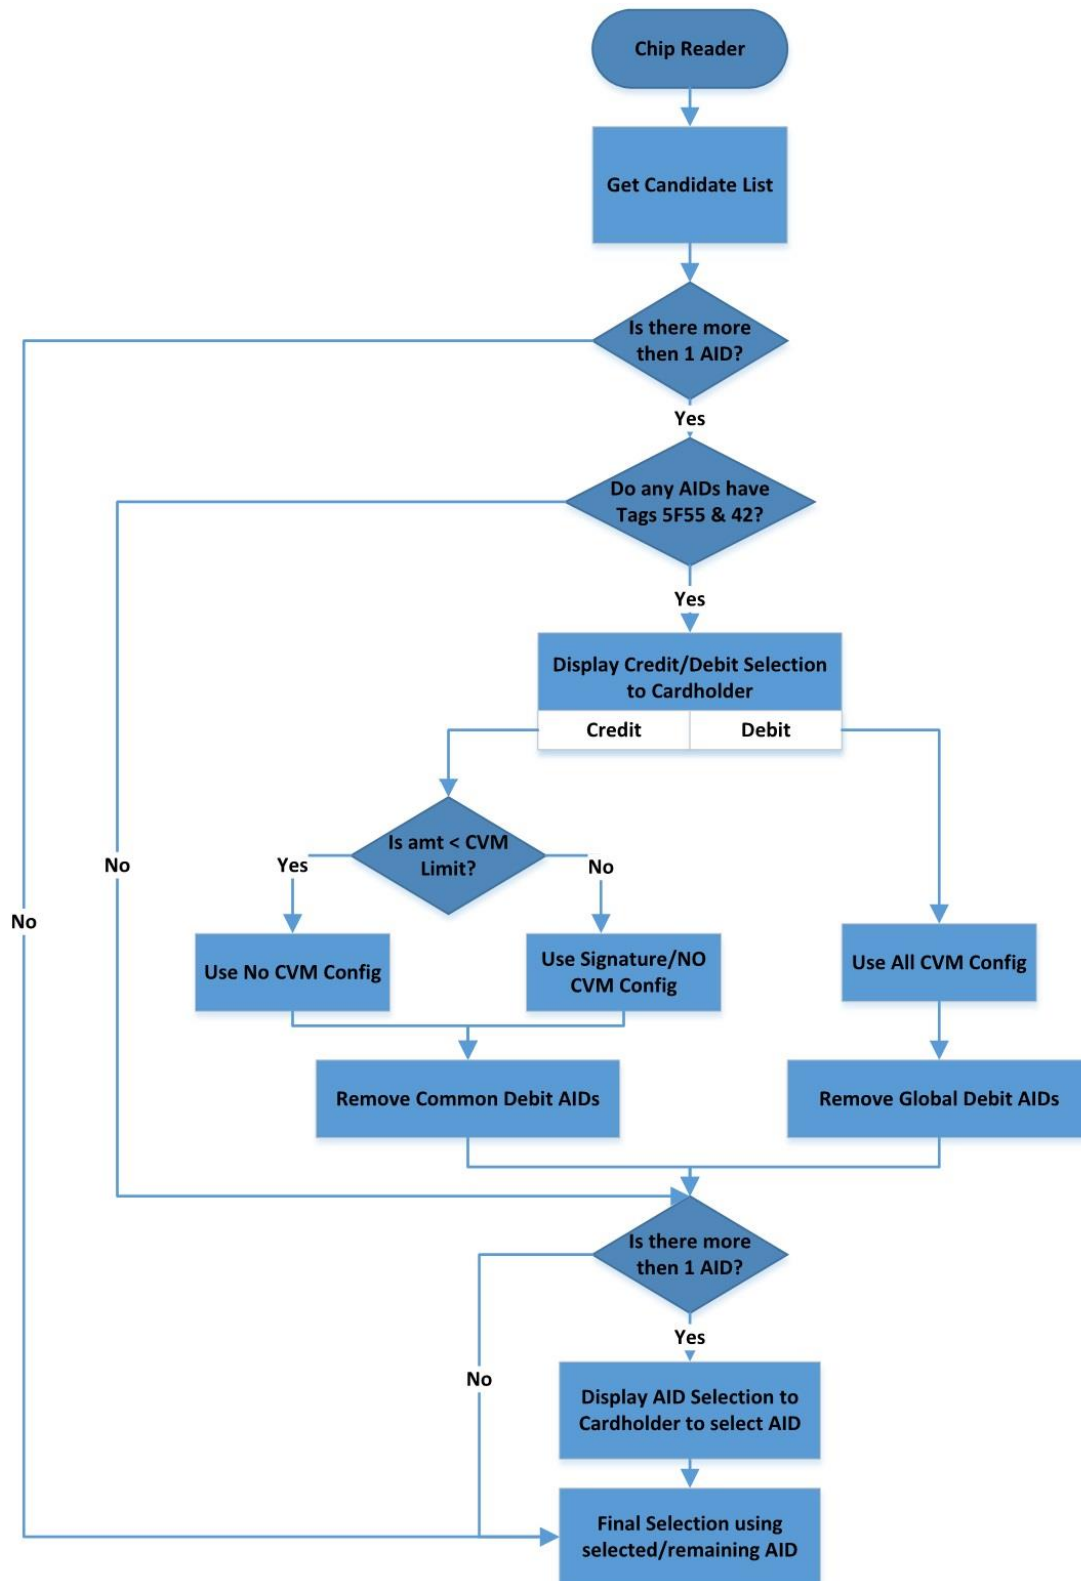 Chip Reader
Get Candidate List
Is there more
then 1 AID?
Yes
Do any AIDs have
Tags 5F55 & 42?
Yes
Display Credit/Debit Selection
to Cardholder
Credit
Debit
Is amt < CVM
Limit?
Yes
No
No
No
Use No CVM Config
Use Signature/NO
CVM Config
Use All CVM Config
Remove Common Debit AIDs
Remove Global Debit AIDs
Is there more
then 1 AID?
Yes
No
Display AID Selection to
Cardholder to select AID
Final Selection using
selected/remaining AID